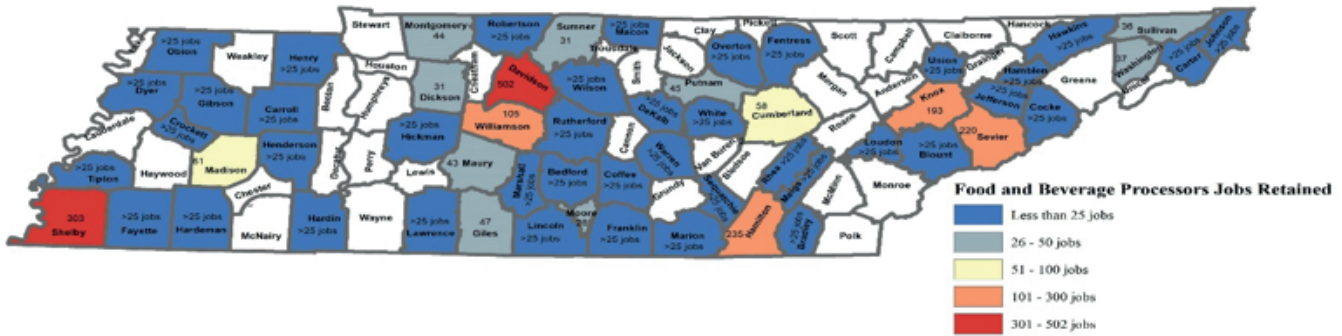 Stewart
Montgomery
44
Robertson
>25 jobs
Sumner
31
>25 jobs
Macon
Trousdale
Clay
Pickett
Overton
>25 jobs
Fentress
>25 jobs
Scott
Campbell
Claiborne
Hancock
Hawkins
>25 jobs
36
Sullivan
Johnson
>25 jobs
>25 jobs
Obion
Weakley
Henry
>25 jobs
Houston
Cheatham
Davidson
502
>25 jobs
Wilson
Smith
Jackson
Putnam
45
Morgan
Anderson
Union
>25 jobs
Grainger
Hamblen
>25 jobs
Greene
37
Washington
Unicoi
>25 jobs
Carter
>25 jobs
Dyer
>25 jobs
Gibson
Carroll
>25 jobs
Benton
Humphreys
31
Dickson
105
Williamson
Rutherford
>25 jobs
Cannon
>25 jobs
DeKalb
White
>25 jobs
58
Cumberland
Roane
Knox
193
Jefferson
Cocke
>25 jobs
Lauderdale
Crockett
>25 jobs
61
Madison
Haywood
Henderson
>25 jobs
Decatur
Perry
>25 jobs
Hickman
Lewis
43
Maury
Marshall
>25 jobs
Bedford
>25 jobs
Coffee
>25 jobs
Warren
>25 jobs
Van Buren
Bledsoe
Rhea
>25 jobs
Meigs
>25 jobs
McMinn
Loudon
>25 jobs
>25 jobs
Blount
220
Sevier
Monroe
>25 jobs
Tipton
303
Shelby
>25 jobs
Fayette
>25 jobs
Hardeman
Chester
McNairy
Hardin
>25 jobs
Wayne
>25 jobs
Lawrence
47
Giles
Lincoln
>25 jobs
Moore
Franklin
>25 jobs
Grundy
Sequatchie
>25 jobs
Marion
>25 jobs
235
Hamilton
>25 jobs
Bradley
Polk
Food and Beverage Processors Jobs Retained
Less than 25 jobs
26 - 50 jobs
51 - 100 jobs
101 - 300 jobs
301 - 502 jobs